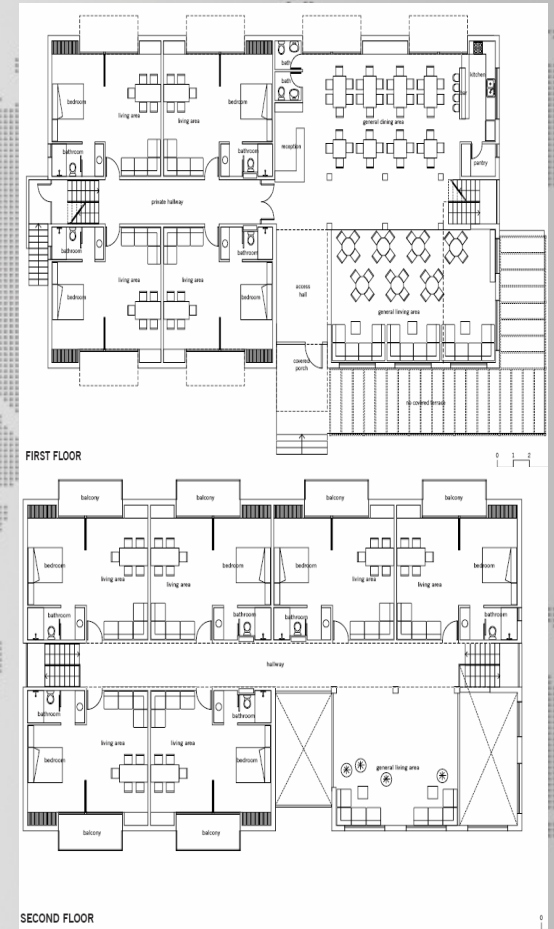 bath
kitchen
bath
bedroom
living area
living area
bedroom
general dining area
reception
bathroom
bathroom
pantry
private hallway
bathroom
bathroom
living area
living area
bedroom
bedroom
access
hall
general lieving area
covered
porch
no covered terrace
FIRST FLOOR
0 1 2
balcony
balcony
balcony
balcony
bedroom
living area
living area
bedroom
bedroom
living area
living area
bedroom
bathroom
bathroom
bathroom
bathroom
hallway
bathroom
bathroom
living area
living area
bedroom
bedroom
general living area
balcony
balcony
SECOND FLOOR
0